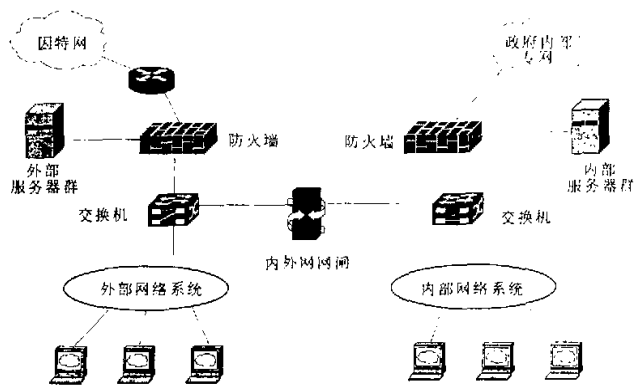 因特网
政府内部
专网
防火墙
防火墙
外部
服务器群
内部
服务器群
交换机
交换机
内外网网闸
外部网络系统
内部网络系统